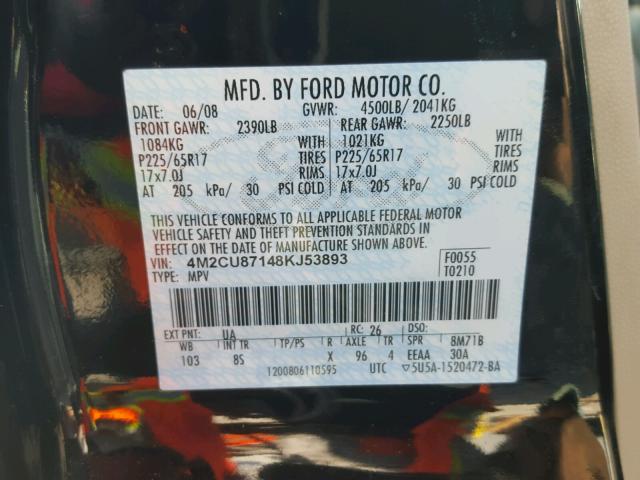 MFD. BY FORD MOTOR CO.
DATE: 06/08 GVWR: 4500LB/ 2041KG
FRONT GAWR: 2390LB REAR GAWR: 2250LB
1084KG WITH 1021KG WITH
P225/65R17 TIRES P225/65R17 TIRES
17x7.0J RIMS 17x7.0J RIMS
AT 205 kPa/ 30 PSI COLD AT 205 kPa/ 30 PSI COLD
THIS VEHICLE CONFORMS TO ALL APPLICABLE FEDERAL MOTOR
VEHICLE SAFETY AND THEFT PREVENTION STANDARDS IN
EFFECT ON THE DATE OF MANUFACTURE SHOWN ABOVE.
VIN: 4M2CU87148KJ53893 F0055
TYPE: MPV T0210
EXT PNT: UA RC: 26 DSO:
WB INT TR TP/PS R AXLE TR SPR 8M71B
103 8S X 96 4 EEAA 30A
1200806110595 UTC ▽5U5A-1520472-BA